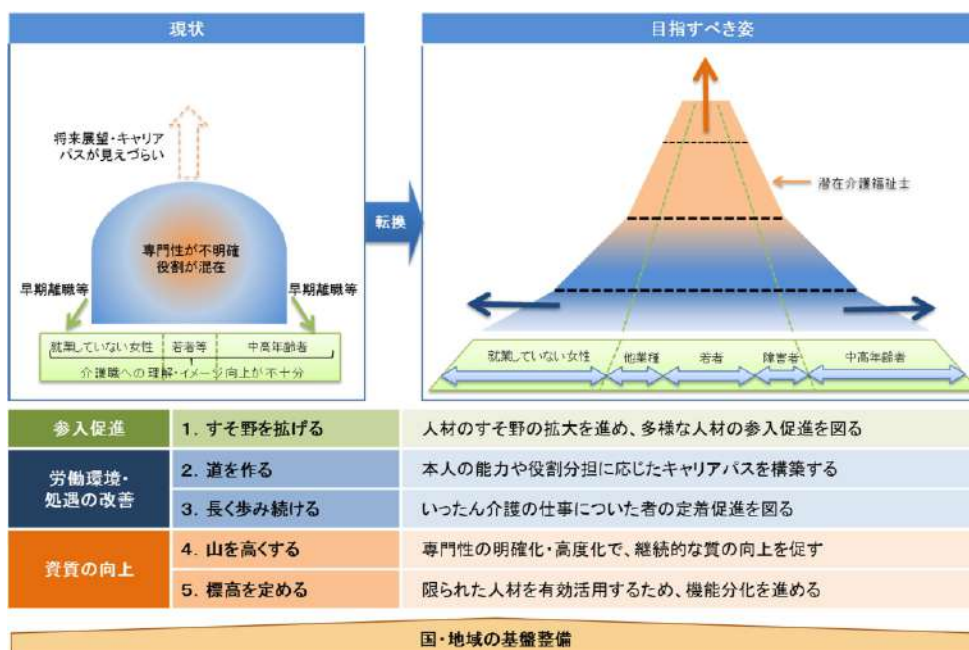 現状
将来展望・キャリア
パスが見えづらい
専門性が不明確
役割が混在
早期離職等
早期離職等
就業していない女性
若者等
中高年齢者
介護職への理解・イメージ向上が不十分
転換
目指すべき姿
潜在介護福祉士
就業していない女性
他業種
若者
障害者
中高年齢者
参入促進
1. すそ野を拡げる
人材のすそ野の拡大を進め、多様な人材の参入促進を図る
労働環境・
処遇の改善
2. 道を作る
本人の能力や役割分担に応じたキャリアパスを構築する
3. 長く歩み続ける
いったん介護の仕事についた者の定着促進を図る
資質の向上
4. 山を高くする
専門性の明確化・高度化で、継続的な質の向上を促す
5. 標高を定める
限られた人材を有効活用するため、機能分化を進める
国・地域の基盤整備